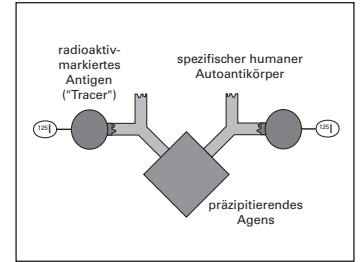 radioaktiv-
markiertes
Antigen
("Tracer")
spezifischer humaner
Autoantikörper
125I
125I
präzipitierendes
Agens